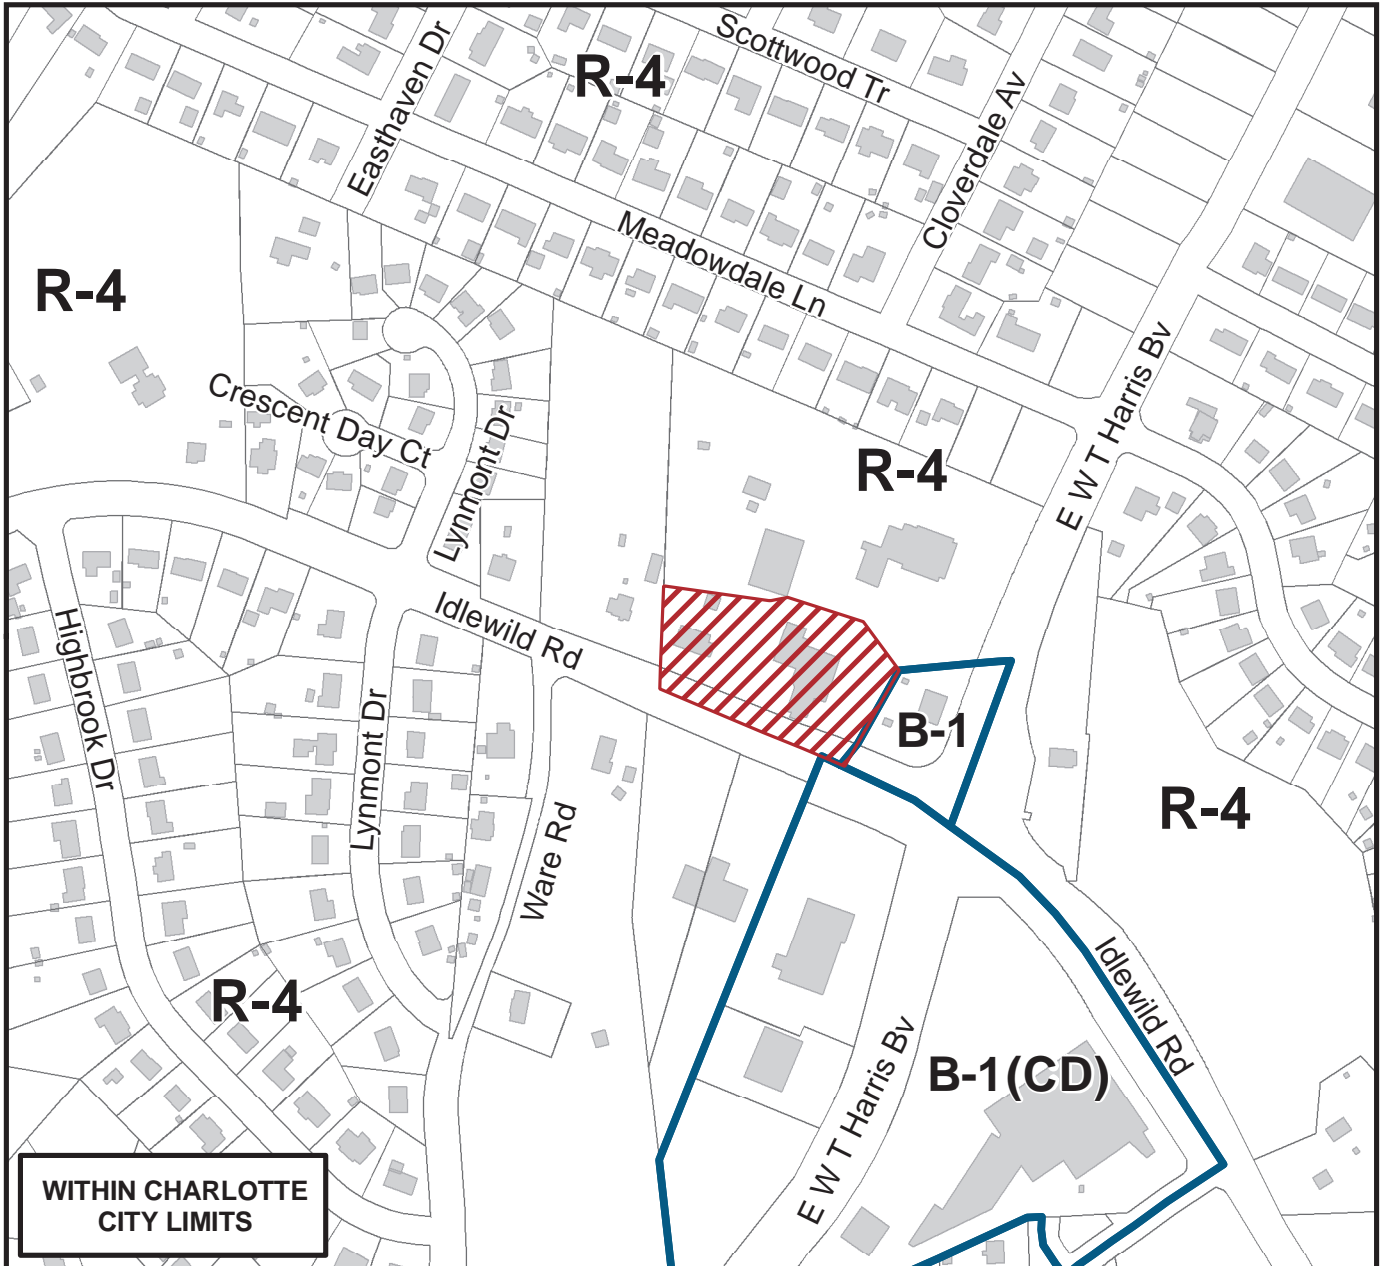 Scottwood Tr
R-4
Easthaven Dr
Cloverdale Av
Meadowdale Ln
R-4
E W T Harris Bv
Crescent Day Ct
Lynmont Dr
R-4
Idlewild Rd
Highbrook Dr
Lynmont Dr
B-1
R-4
Ware Rd
Idlewild Rd
R-4
E W T Harris Bv
B-1(CD)
WITHIN CHARLOTTE
CITY LIMITS